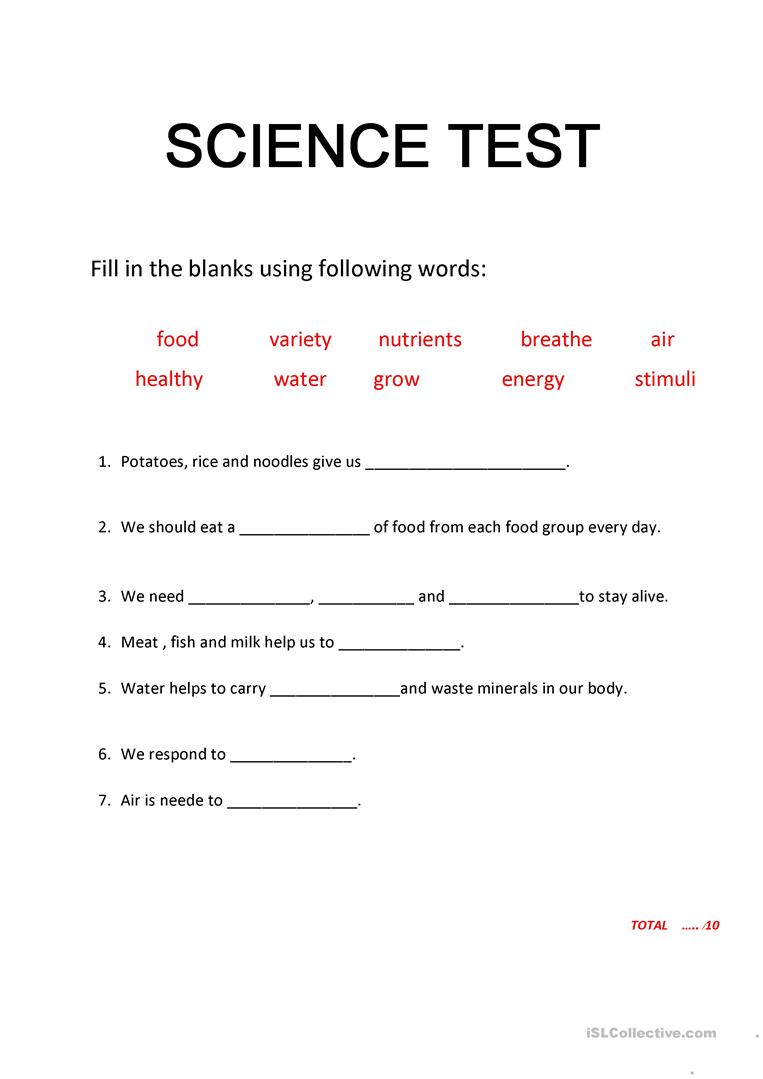 SCIENCE TEST
Fill in the blanks using following words:
food variety nutrients breathe air
healthy water grow energy stimuli
1. Potatoes, rice and noodles give us _______________________.
2. We should eat a _______________ of food from each food group every day.
3. We need ______________, ___________ and _______________to stay alive.
4. Meat , fish and milk help us to ______________.
5. Water helps to carry _______________and waste minerals in our body.
6. We respond to ______________.
7. Air is neede to _______________.
TOTAL ….. /10
iSLCollective.com